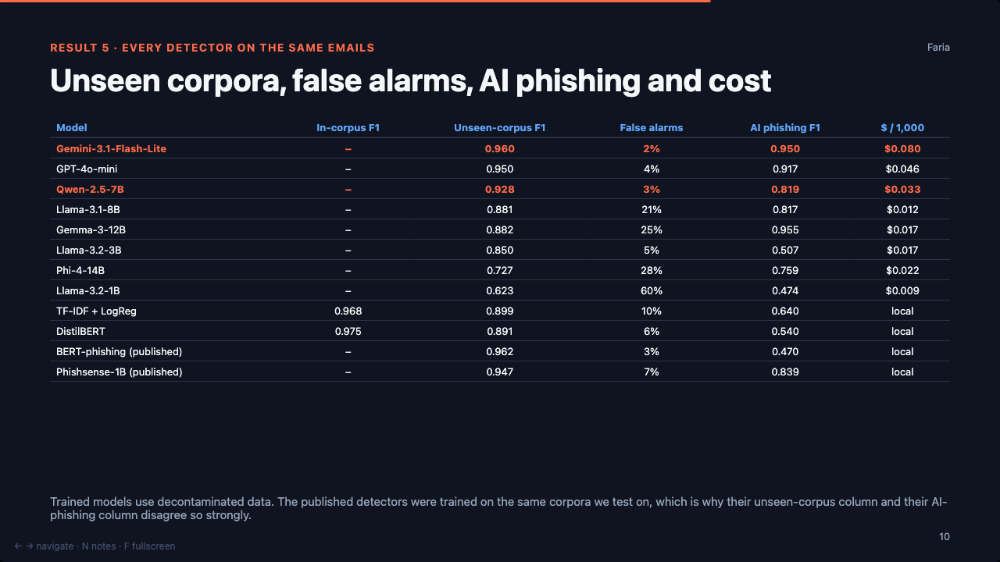 RESULT 5 · EVERY DETECTOR ON THE SAME EMAILS
Faria
Unseen corpora, false alarms, AI phishing and cost
Model In-corpus F1 Unseen-corpus F1 False alarms AI phishing F1 $ / 1,000
Gemini-3.1-Flash-Lite – 0.960 2% 0.950 $0.080
GPT-4o-mini – 0.950 4% 0.917 $0.046
Qwen-2.5-7B – 0.928 3% 0.819 $0.033
Llama-3.1-8B – 0.881 21% 0.817 $0.012
Gemma-3-12B – 0.882 25% 0.955 $0.017
Llama-3.2-3B – 0.850 5% 0.507 $0.017
Phi-4-14B – 0.727 28% 0.759 $0.022
Llama-3.2-1B – 0.623 60% 0.474 $0.009
TF-IDF + LogReg 0.968 0.899 10% 0.640 local
DistilBERT 0.975 0.891 6% 0.540 local
BERT-phishing (published) – 0.962 3% 0.470 local
Phishsense-1B (published) – 0.947 7% 0.839 local
Trained models use decontaminated data. The published detectors were trained on the same corpora we test on, which is why their unseen-corpus column and their AI-
phishing column disagree so strongly.
10
← → navigate · N notes · F fullscreen